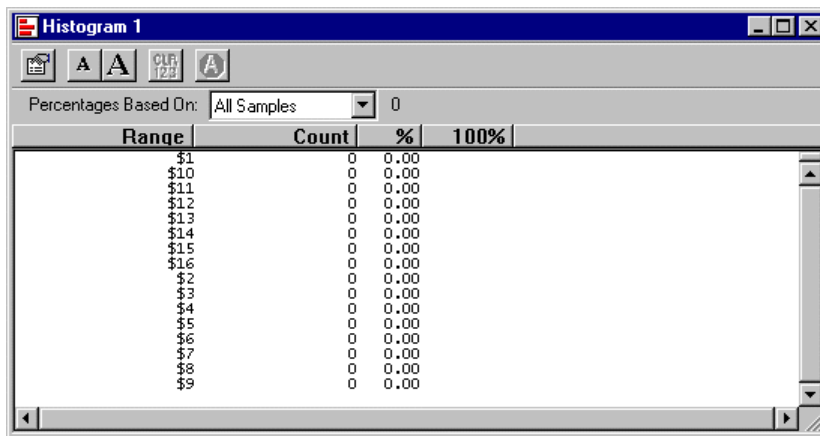 Histogram 1
A A CLR 123 A
Percentages Based On: All Samples 0
Range Count % 100%
$1 0 0.00
$10 0 0.00
$11 0 0.00
$12 0 0.00
$13 0 0.00
$14 0 0.00
$15 0 0.00
$16 0 0.00
$2 0 0.00
$3 0 0.00
$4 0 0.00
$5 0 0.00
$6 0 0.00
$7 0 0.00
$8 0 0.00
$9 0 0.00